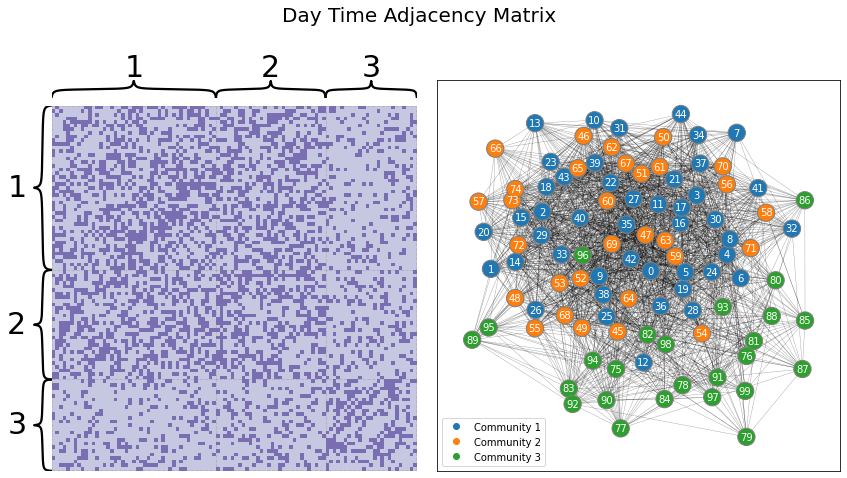 Day Time Adjacency Matrix
1 2 3
1
2
3
44
10
13 31 7
46 50 34
62
66
23 39 67 61 37 70
65 51
43 22 21 56
74 18 41
3
57 73 60 27 11 17 86
15 2 58
40 35 16 30
20 29 47 32
72 69 63 8
33 96 59 4 71
14 42
1 9 0 5 24
53 52 6 80
38 19
48 64
26 36 28 93
68 25 88 85
95 55 49 45 82 54
89 98 81
76
94 75 12 87
91
83 78 99
92 90 84 97
77 79
Community 1
Community 2
Community 3